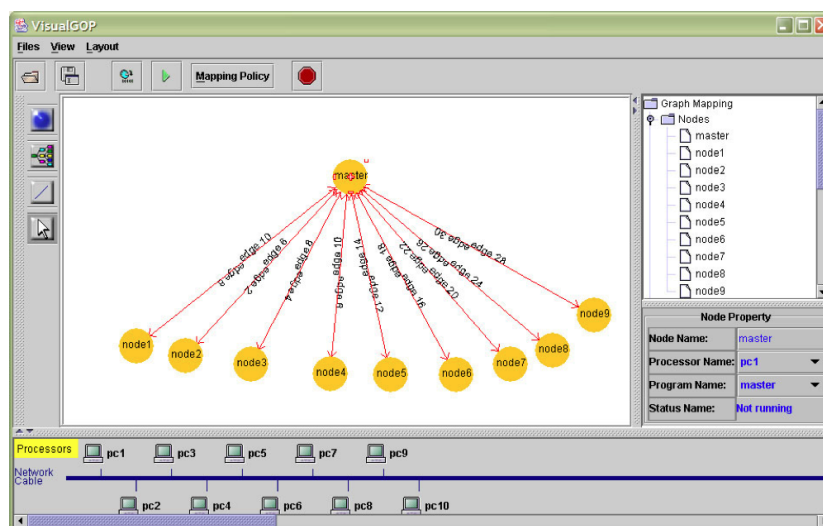 VisualGOP
Files View Layout
Mapping Policy
master
edge 10
edge 6
edge 2
edge 8
edge 4
edge 10
edge 14
edge 12
edge 18
edge 16
edge 22
edge 20
edge 26
edge 24
edge 30
edge 28
node1
node2
node3
node4
node5
node6
node7
node8
node9
Graph Mapping
Nodes
master
node1
node2
node3
node4
node5
node6
node7
node8
node9
Node Property
Node Name: master
Processor Name: pc1
Program Name: master
Status Name: Not running
Processors
pc1 pc3 pc5 pc7 pc9
Network
Cable
pc2 pc4 pc6 pc8 pc10